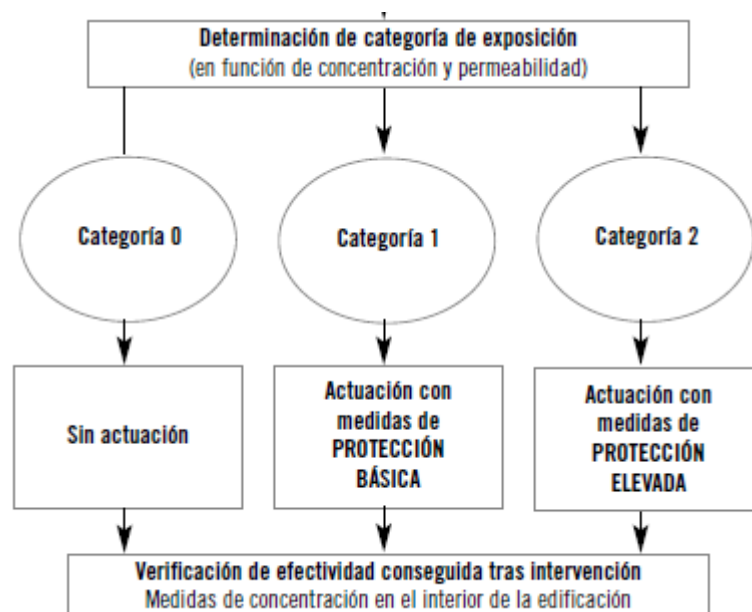 Determinación de categoría de exposición
(en función de concentración y permeabilidad)
Categoría 0
Categoría 1
Categoría 2
Sin actuación
Actuación con
medidas de
PROTECCIÓN
BÁSICA
Actuación con
medidas de
PROTECCIÓN
ELEVADA
Verificación de efectividad conseguida tras intervención
Medidas de concentración en el interior de la edificación